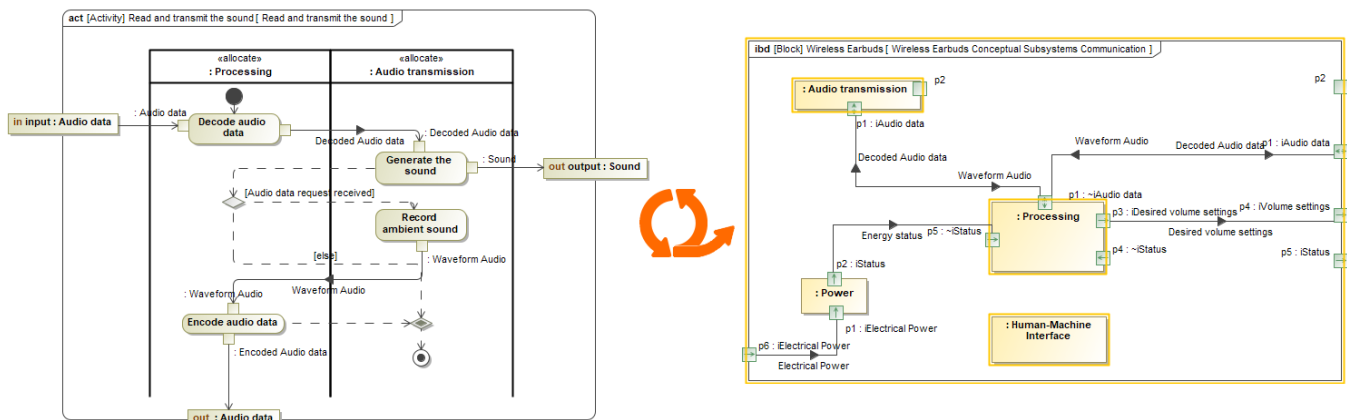 act [Activity] Read and transmit the sound [ Read and transmit the sound ]
«allocate»
: Processing
«allocate»
: Audio transmission
in input : Audio data
: Audio data
Decode audio
data
Decoded Audio data
: Decoded Audio data
Generate the
sound
: Sound
out output : Sound
[Audio data request received]
Record
ambient sound
[else]
: Waveform Audio
Waveform Audio
: Waveform Audio
Encode audio data
: Encoded Audio data
out : Audio data
ibd [Block] Wireless Earbuds [ Wireless Earbuds Conceptual Subsystems Communication ]
: Audio transmission
p2
p2
p1 : iAudio data
Waveform Audio
Decoded Audio data
p1 : iAudio data
Decoded Audio data
Waveform Audio
p1 : ~iAudio data
: Processing
p3 : iDesired volume settings
p4 : iVolume settings
Desired volume settings
Energy status
p5 : ~iStatus
p4 : ~iStatus
p5 : iStatus
p2 : iStatus
: Power
p1 : iElectrical Power
: Human-Machine
Interface
p6 : iElectrical Power
Electrical Power